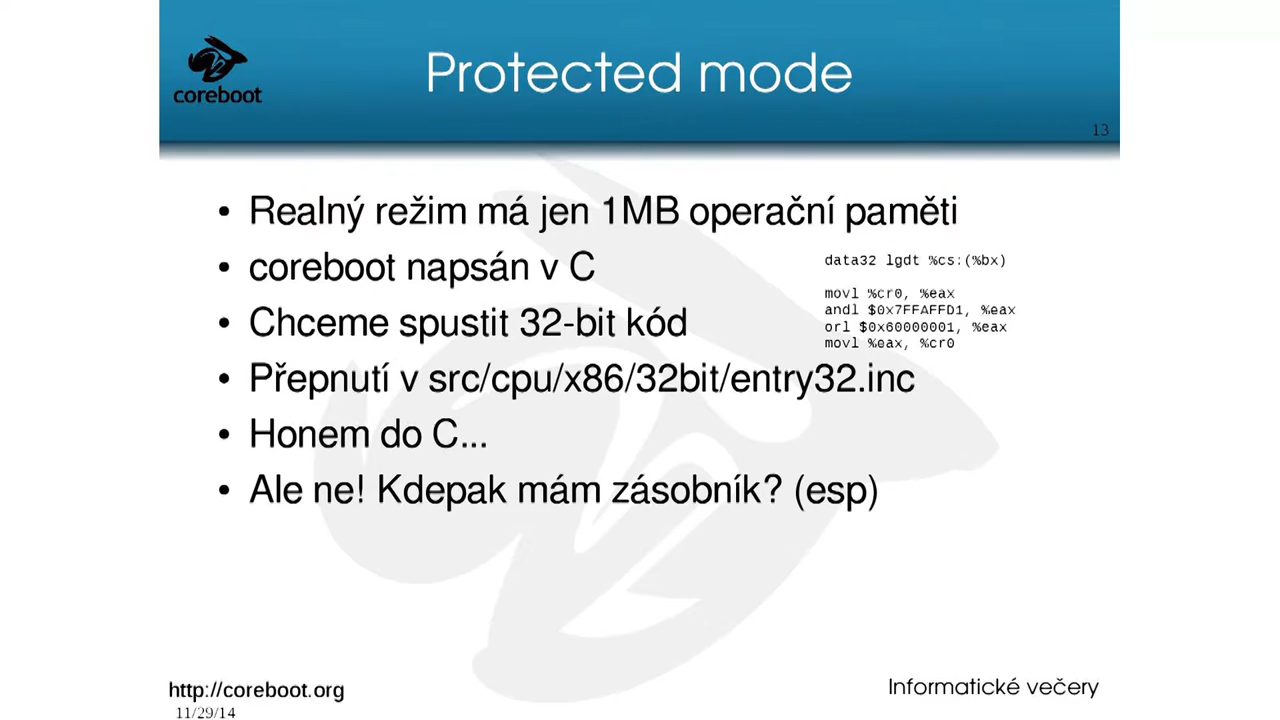 coreboot
Protected mode
13
• Realný režim má jen 1MB operační paměti
• coreboot napsán v C
• Chceme spustit 32-bit kód
• Přepnutí v src/cpu/x86/32bit/entry32.inc
• Honem do C...
• Ale ne! Kdepak mám zásobník? (esp)
data32 lgdt %cs:(%bx)
movl %cr0, %eax
andl $0x7FFAFFD1, %eax
orl $0x60000001, %eax
movl %eax, %cr0
http://coreboot.org
Informatické večery
11/29/14